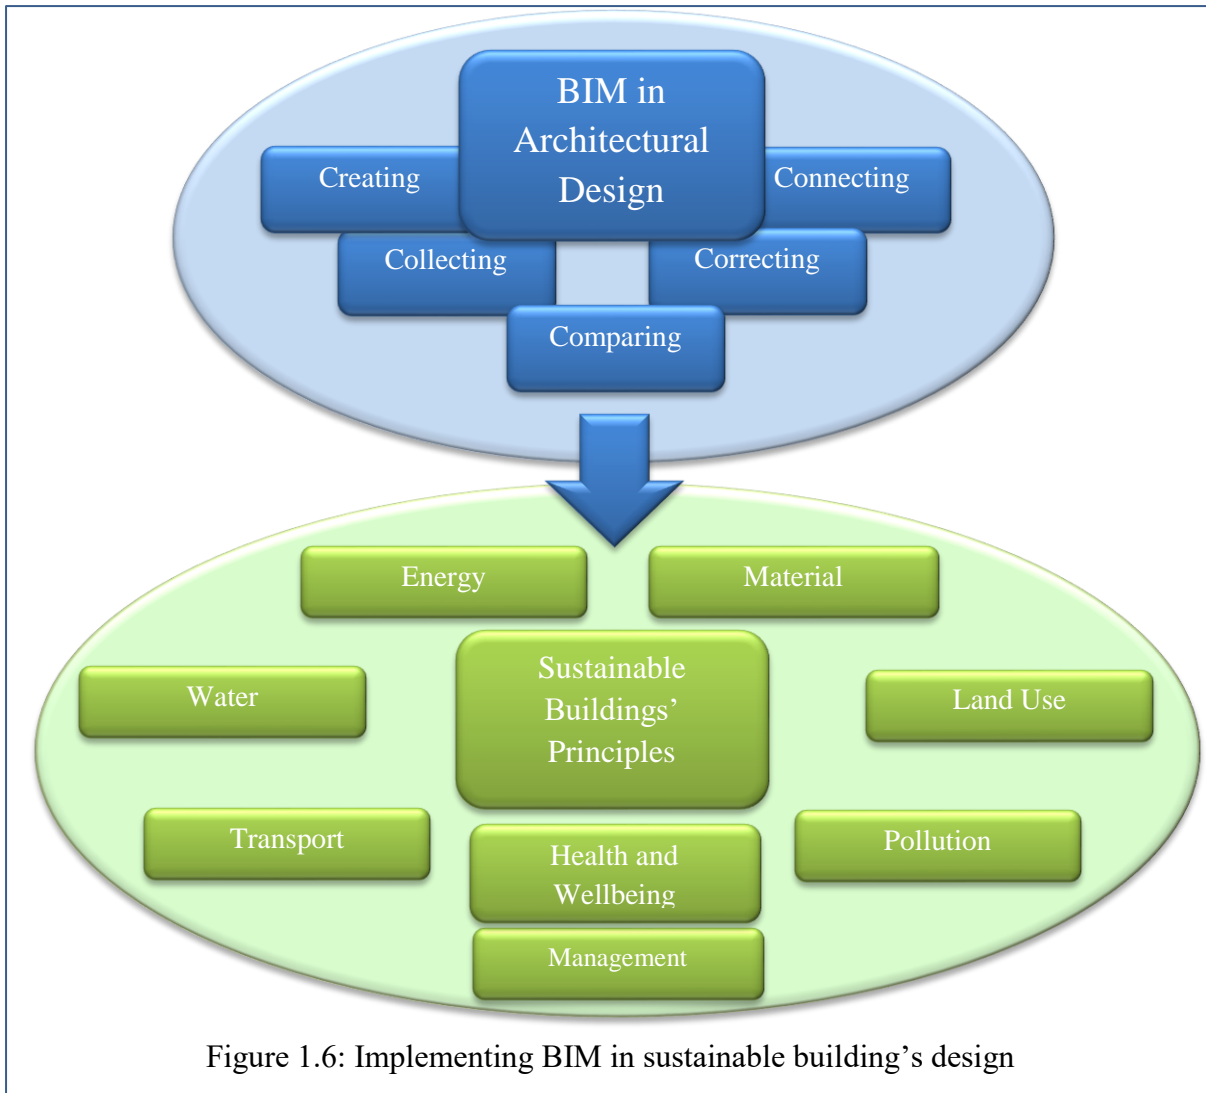 BIM in
Architectural
Design
Creating
Connecting
Collecting
Correcting
Comparing
Energy
Material
Sustainable
Buildings’
Principles
Water
Land Use
Transport
Pollution
Health and
Wellbeing
Management
Figure 1.6: Implementing BIM in sustainable building’s design